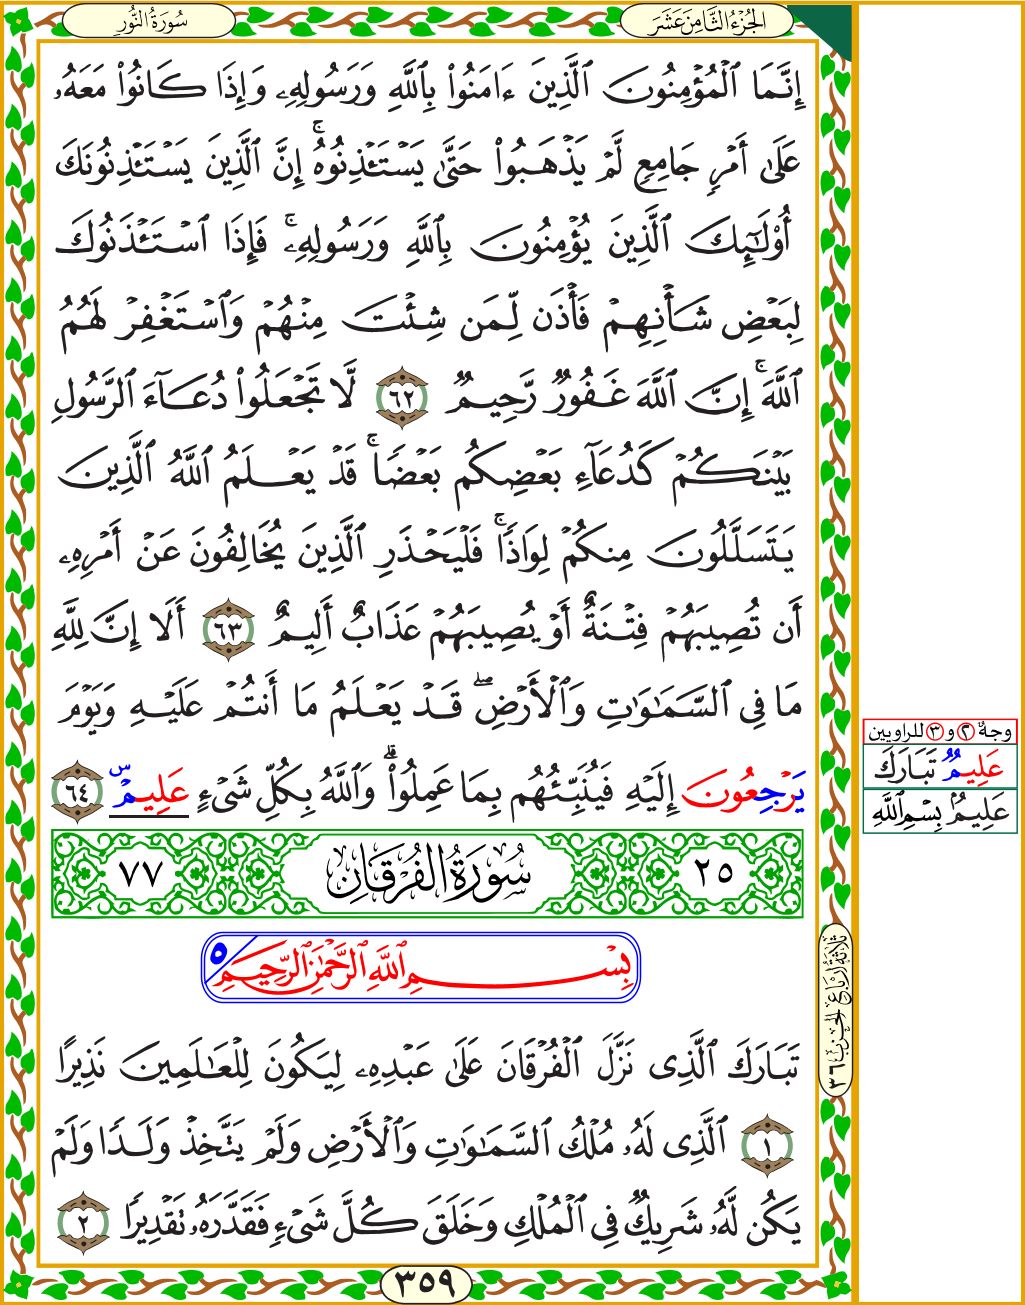 سُورَةُ النُّورِ
الجُزْءُ الثَّامِنَ عَشَرَ
إِنَّمَا ٱلْمُؤْمِنُونَ ٱلَّذِينَ ءَامَنُوا۟ بِٱللَّهِ وَرَسُولِهِۦ وَإِذَا كَانُوا۟ مَعَهُۥ
عَلَىٰٓ أَمْرٍ جَامِعٍ لَّمْ يَذْهَبُوا۟ حَتَّىٰ يَسْتَـْٔذِنُوهُ ۚ إِنَّ ٱلَّذِينَ يَسْتَـْٔذِنُونَكَ
أُو۟لَـٰٓئِكَ ٱلَّذِينَ يُؤْمِنُونَ بِٱللَّهِ وَرَسُولِهِۦ ۚ فَإِذَا ٱسْتَـْٔذَنُوكَ
لِبَعْضِ شَأْنِهِمْ فَأْذَن لِّمَن شِئْتَ مِنْهُمْ وَٱسْتَغْفِرْ لَهُمُ
ٱللَّهَ ۚ إِنَّ ٱللَّهَ غَفُورٌ رَّحِيمٌ ٦٢ لَّا تَجْعَلُوا۟ دُعَآءَ ٱلرَّسُولِ
بَيْنَكُمْ كَدُعَآءِ بَعْضِكُم بَعْضًا ۚ قَدْ يَعْلَمُ ٱللَّهُ ٱلَّذِينَ
يَتَسَلَّلُونَ مِنكُمْ لِوَاذًا ۚ فَلْيَحْذَرِ ٱلَّذِينَ يُخَالِفُونَ عَنْ أَمْرِهِۦٓ
أَن تُصِيبَهُمْ فِتْنَةٌ أَوْ يُصِيبَهُمْ عَذَابٌ أَلِيمٌ ٦٣ أَلَآ إِنَّ لِلَّهِ
مَا فِى ٱلسَّمَـٰوَٰتِ وَٱلْأَرْضِ ۖ قَدْ يَعْلَمُ مَآ أَنتُمْ عَلَيْهِ وَيَوْمَ
يَرْجِعُونَ إِلَيْهِ فَيُنَبِّئُهُم بِمَا عَمِلُوا۟ ۗ وَٱللَّهُ بِكُلِّ شَىْءٍ عَلِيمٌۢ س ٦٤
٢٥ سُورَةُ الفُرْقَانِ ٧٧
بِسْمِ ٱللَّهِ ٱلرَّحْمَـٰنِ ٱلرَّحِيمِ ٥
تَبَارَكَ ٱلَّذِى نَزَّلَ ٱلْفُرْقَانَ عَلَىٰ عَبْدِهِۦ لِيَكُونَ لِلْعَـٰلَمِينَ نَذِيرًا
١ ٱلَّذِى لَهُۥ مُلْكُ ٱلسَّمَـٰوَٰتِ وَٱلْأَرْضِ وَلَمْ يَتَّخِذْ وَلَدًا وَلَمْ
يَكُن لَّهُۥ شَرِيكٌ فِى ٱلْمُلْكِ وَخَلَقَ كُلَّ شَىْءٍ فَقَدَّرَهُۥ تَقْدِيرًا ٢
٣٥٩
ثَلَاثَةُ أَرْبَاعِ الحِزْبِ ٣٦
وجهُ ٢ و ٣ للراويين
عَلِيمٌ تَبَارَكَ
عَلِيمٌۢ بِسْمِ ٱللَّهِ